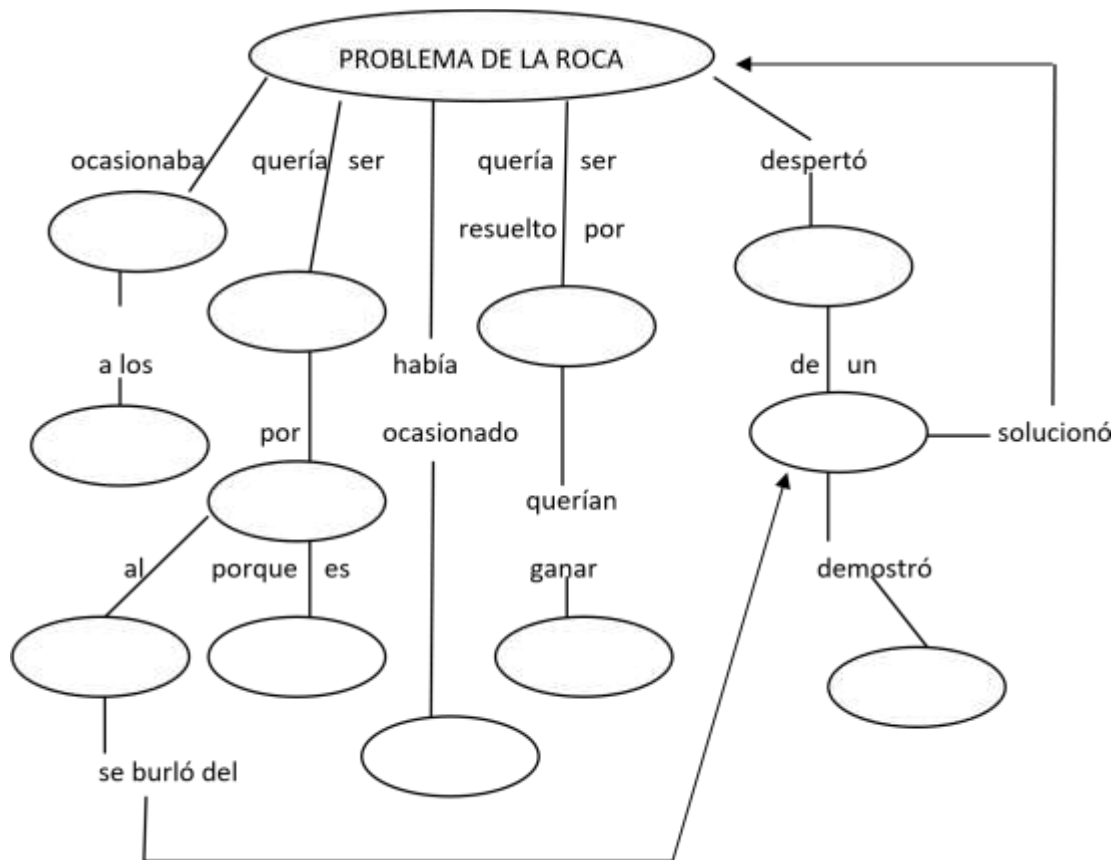 PROBLEMA DE LA ROCA
ocasionaba
quería ser
quería ser
despertó
resuelto por
a los
había
de un
por
ocasionado
solucionó
querían
al
porque es
ganar
demostró
se burló del